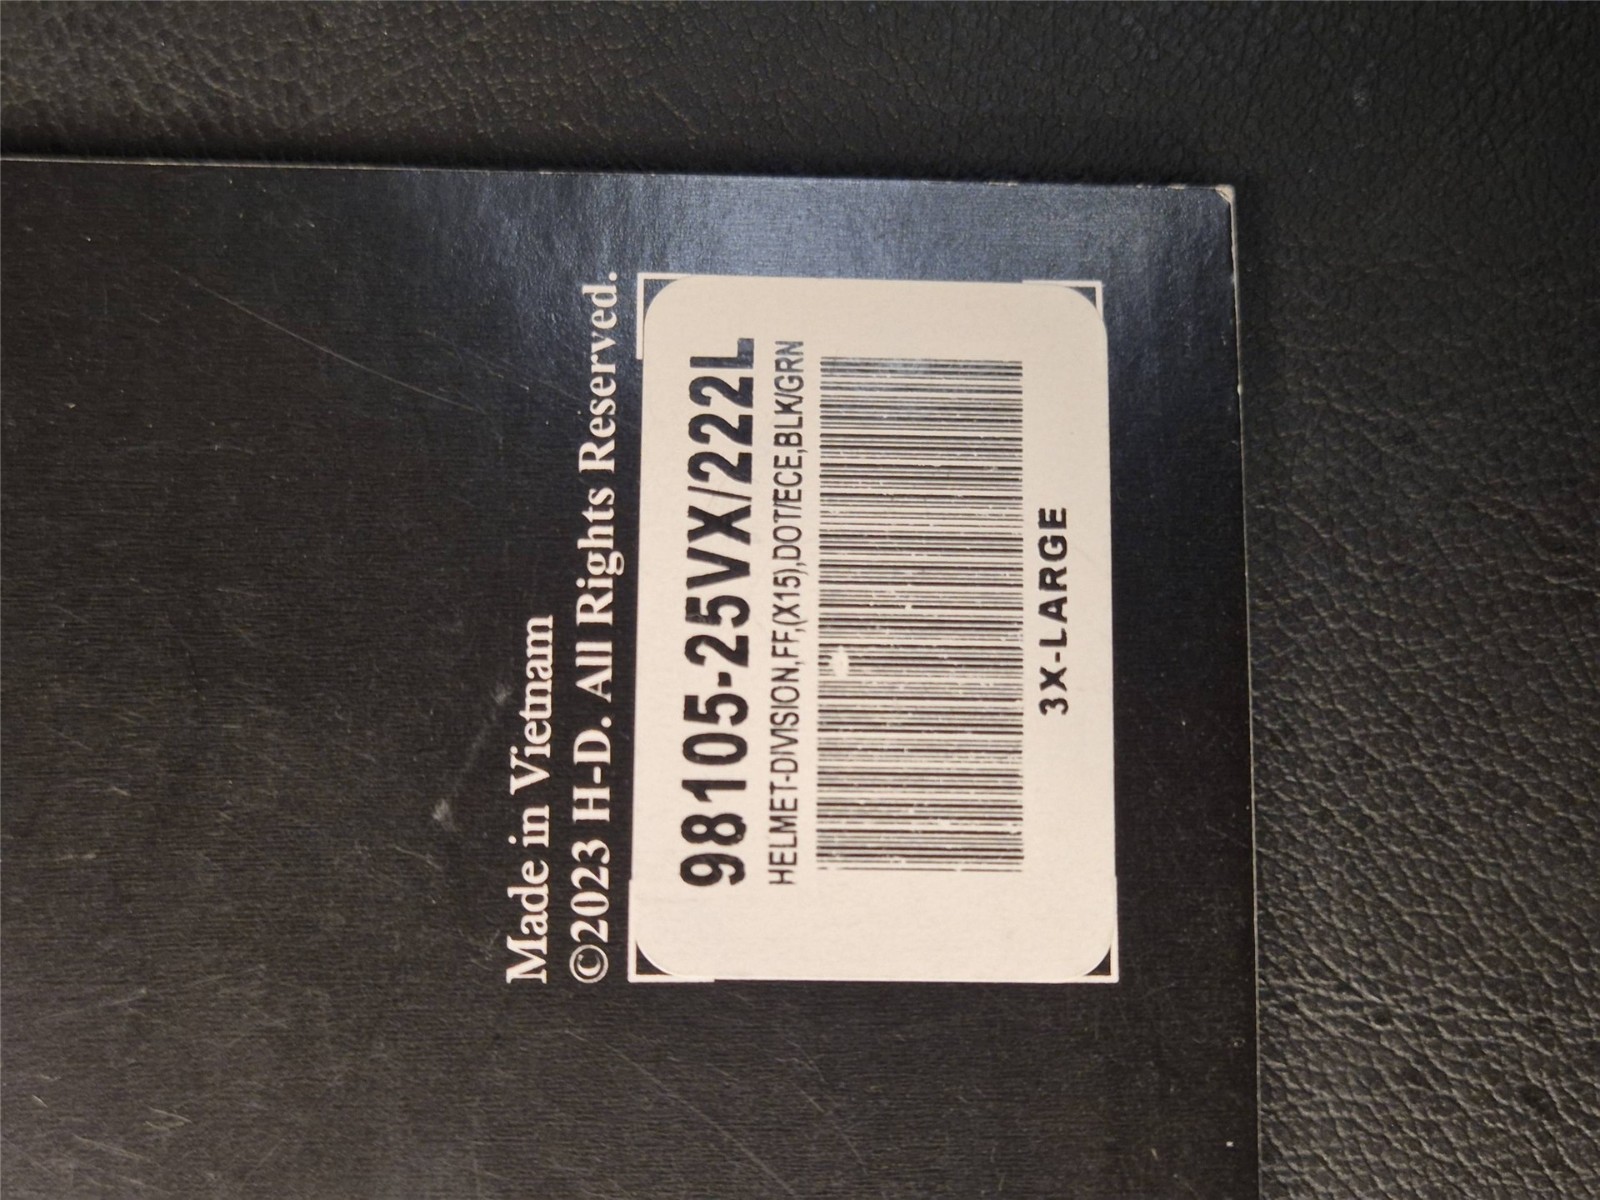 Made in Vietnam
©2023 H-D. All Rights Reserved.
98105-25VX/222L
HELMET-DIVISION,FF,(X15),DOT/ECE,BLK/GRN
3X-LARGE